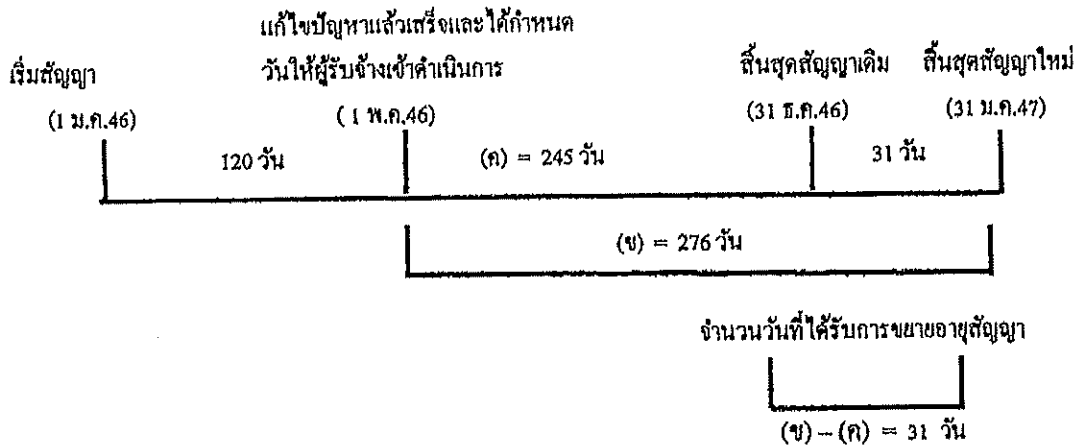 แก้ไขปัญหาแล้วเสร็จและได้กำหนด
เริ่มสัญญา
วันให้ผู้รับจ้างเข้าดำเนินการ
สิ้นสุดสัญญาเดิม
สิ้นสุดสัญญาใหม่
(1 ม.ค.46)
( 1 พ.ค.46)
(31 ธ.ค.46)
(31 ม.ค.47)
120 วัน
(ค) = 245 วัน
31 วัน
(ข) = 276 วัน
จำนวนวันที่ได้รับการขยายอายุสัญญา
(ข) – (ค) = 31 วัน